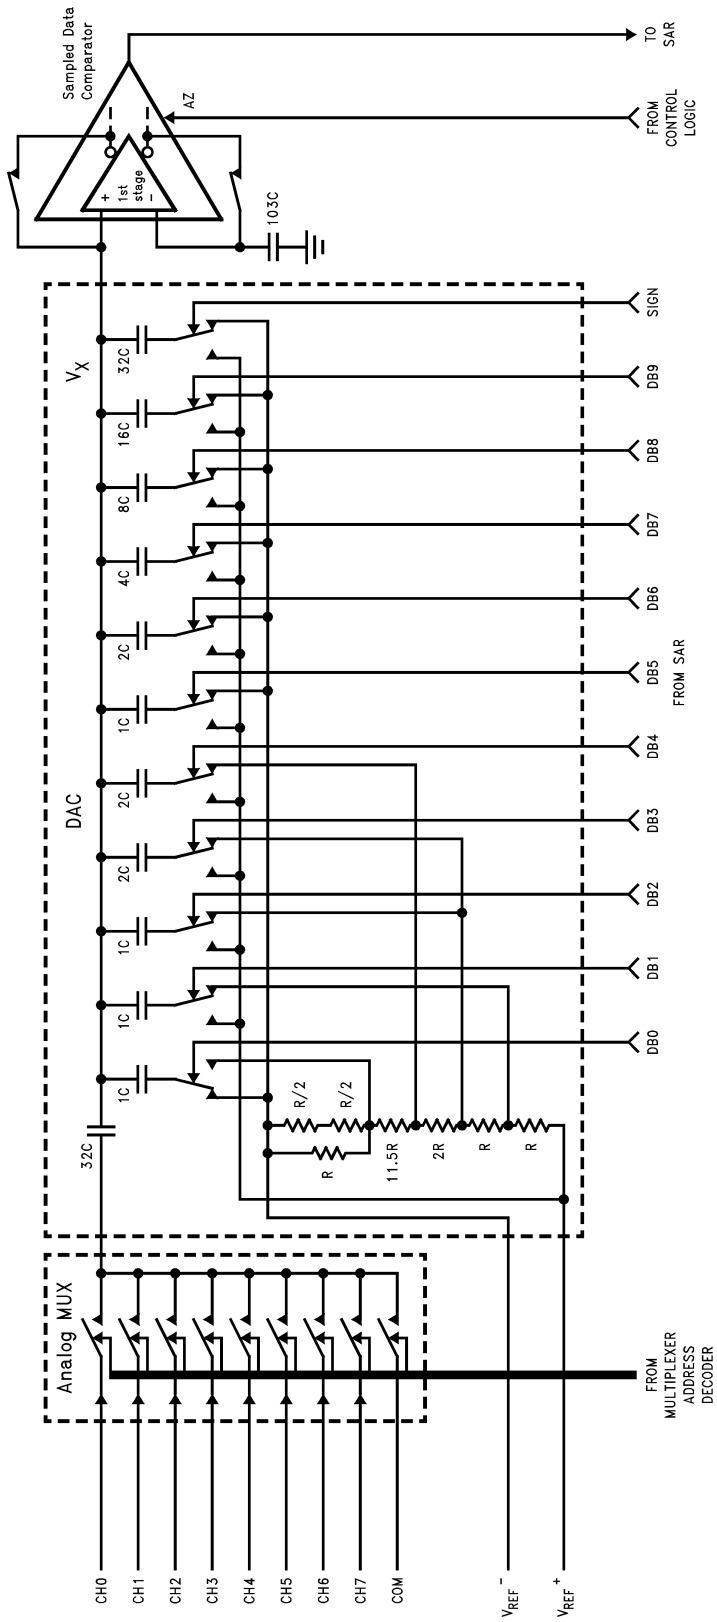 Sampled Data
Comparator
TO
SAR
AZ
FROM
CONTROL
LOGIC
+
1st
stage
−
103C
VX
DAC
32C
16C
8C
4C
2C
1C
2C
2C
1C
1C
1C
32C
SIGN
DB9
DB8
DB7
DB6
DB5
DB4
DB3
DB2
DB1
DB0
FROM SAR
R/2
R/2
R
11.5R
2R
R
R
Analog MUX
FROM
MULTIPLEXER
ADDRESS
DECODER
CH0
CH1
CH2
CH3
CH4
CH5
CH6
CH7
COM
VREF−
VREF+